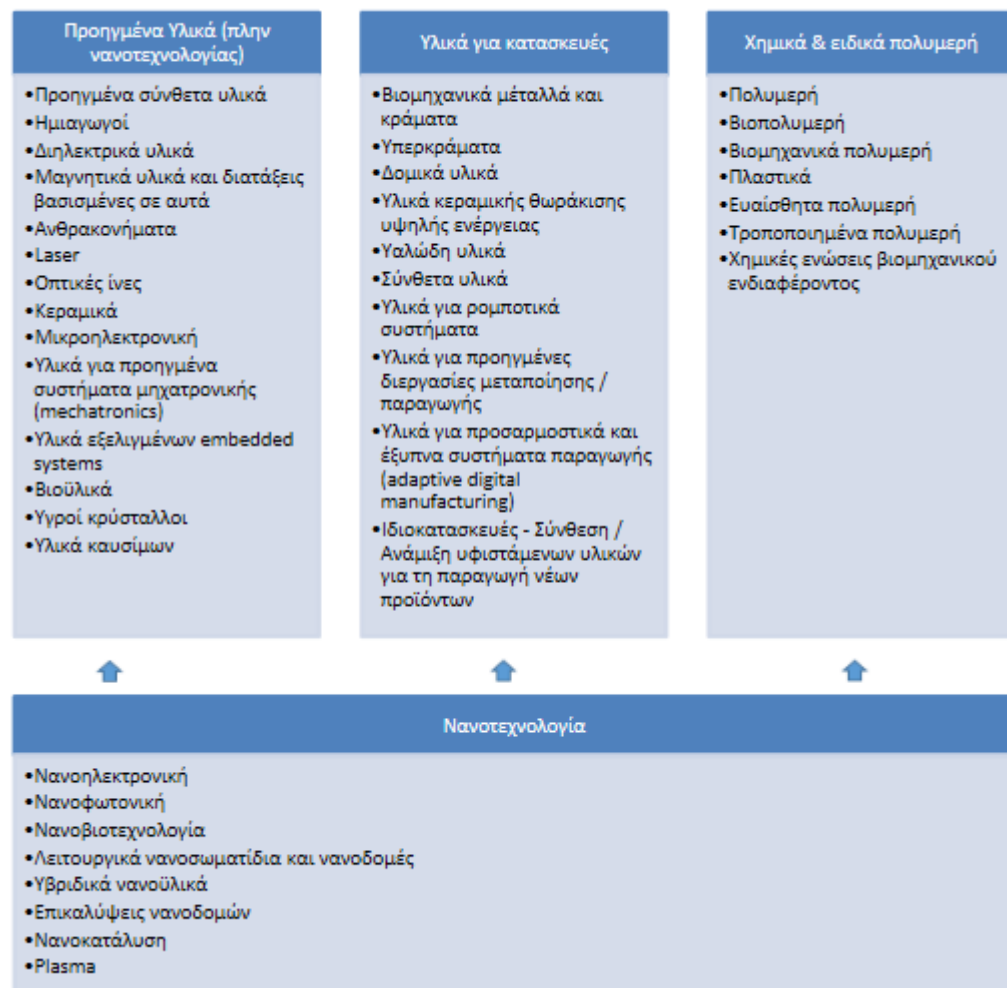 Προηγμένα Υλικά (πλην
νανοτεχνολογίας)
•Προηγμένα σύνθετα υλικά
•Ημιαγωγοί
•Διηλεκτρικά υλικά
•Μαγνητικά υλικά και διατάξεις
βασισμένες σε αυτά
•Ανθρακονήματα
•Laser
•Οπτικές ίνες
•Κεραμικά
•Μικροηλεκτρονική
•Υλικά για προηγμένα
συστήματα μηχατρονικής
(mechatronics)
•Υλικά εξελιγμένων embedded
systems
•Βιοϋλικά
•Υγροί κρύσταλλοι
•Υλικά καυσίμων
Υλικά για κατασκευές
•Βιομηχανικά μέταλλά και
κράματα
•Υπερκράματα
•Δομικά υλικά
•Υλικά κεραμικής θωράκισης
υψηλής ενέργειας
•Υαλώδη υλικά
•Σύνθετα υλικά
•Υλικά για ρομποτικά
συστήματα
•Υλικά για προηγμένες
διεργασίες μεταποίησης /
παραγωγής
•Υλικά για προσαρμοστικά και
έξυπνα συστήματα παραγωγής
(adaptive digital
manufacturing)
•Ιδιοκατασκευές - Σύνθεση /
Ανάμιξη υφιστάμενων υλικών
για τη παραγωγή νέων
προϊόντων
Χημικά & ειδικά πολυμερή
•Πολυμερή
•Βιοπολυμερή
•Βιομηχανικά πολυμερή
•Πλαστικά
•Ευαίσθητα πολυμερή
•Τροποποιημένα πολυμερή
•Χημικές ενώσεις βιομηχανικού
ενδιαφέροντος
Νανοτεχνολογία
•Νανοηλεκτρονική
•Νανοφωτονική
•Νανοβιοτεχνολογία
•Λειτουργικά νανοσωματίδια και νανοδομές
•Υβριδικά νανοϋλικά
•Επικαλύψεις νανοδομών
•Νανοκατάλυση
•Plasma